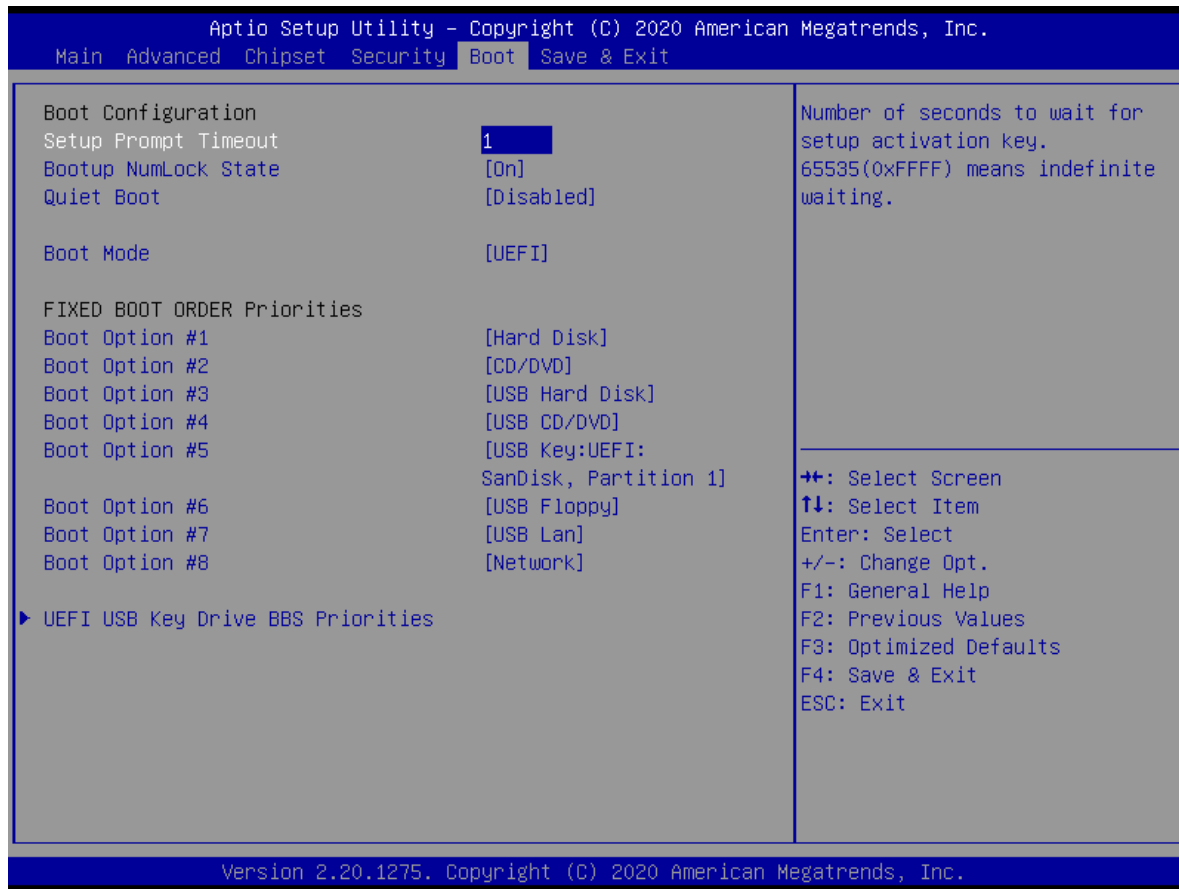 Aptio Setup Utility – Copyright (C) 2020 American Megatrends, Inc.
Main Advanced Chipset Security Boot Save & Exit
Boot Configuration
Setup Prompt Timeout 1
Bootup NumLock State [On]
Quiet Boot [Disabled]
Boot Mode [UEFI]
FIXED BOOT ORDER Priorities
Boot Option #1 [Hard Disk]
Boot Option #2 [CD/DVD]
Boot Option #3 [USB Hard Disk]
Boot Option #4 [USB CD/DVD]
Boot Option #5 [USB Key:UEFI:
SanDisk, Partition 1]
Boot Option #6 [USB Floppy]
Boot Option #7 [USB Lan]
Boot Option #8 [Network]
UEFI USB Key Drive BBS Priorities
Number of seconds to wait for
setup activation key.
65535(0xFFFF) means indefinite
waiting.
→←: Select Screen
↑↓: Select Item
Enter: Select
+/-: Change Opt.
F1: General Help
F2: Previous Values
F3: Optimized Defaults
F4: Save & Exit
ESC: Exit
Version 2.20.1275. Copyright (C) 2020 American Megatrends, Inc.